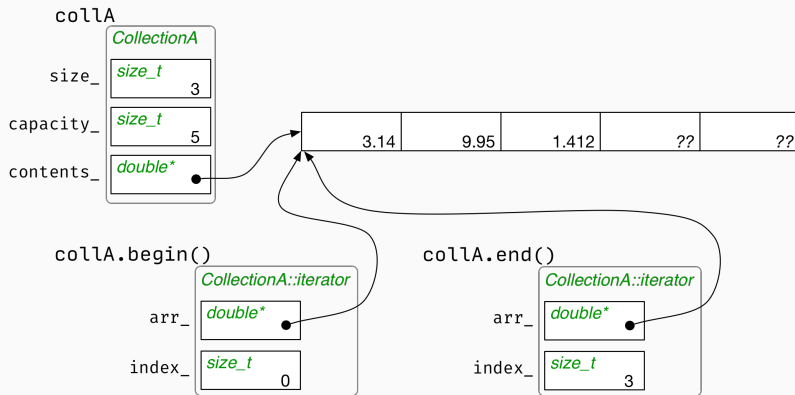 collA
CollectionA
size_ size_t 3
capacity_ size_t 5
contents_ double*
3.14 9.95 1.412 ?? ??
collA.begin() collA.end()
CollectionA::iterator CollectionA::iterator
arr_ double* arr_ double*
index_ size_t 0 index_ size_t 3